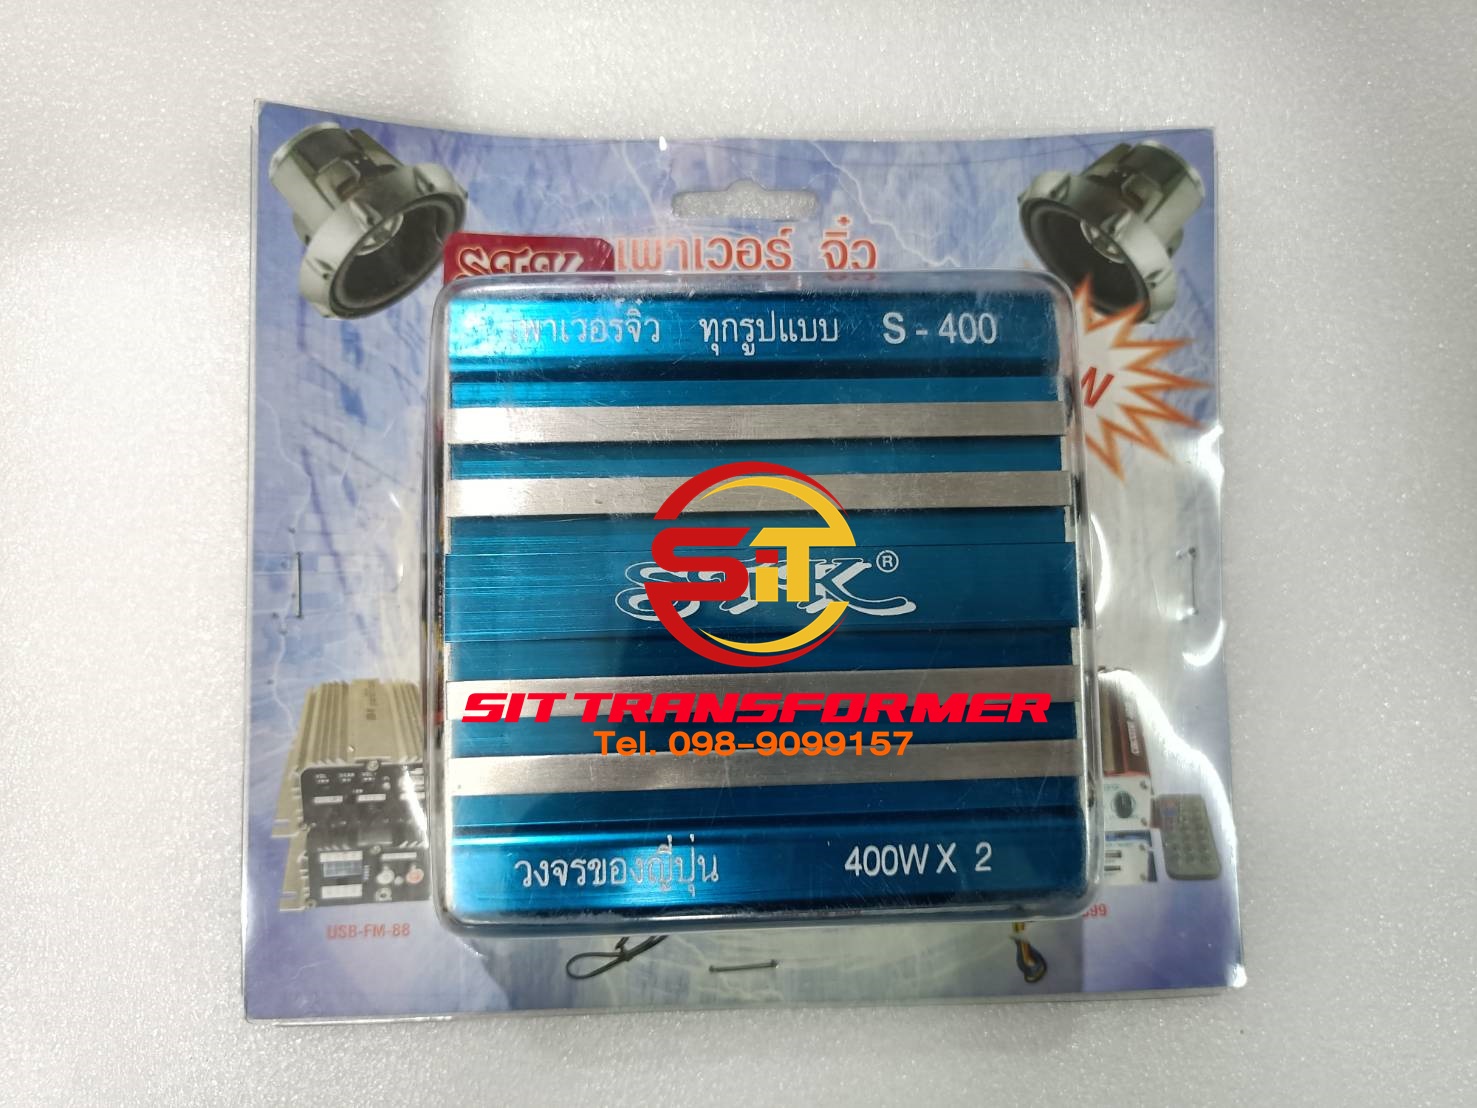 STK เพาเวอร์ จิ๋ว
เพาเวอร์จิ๋ว ทุกรูปแบบ S - 400
STK®
SiT
SIT TRANSFORMER
Tel. 098-9099157
วงจรของญี่ปุ่น 400W X 2
USB-FM-88